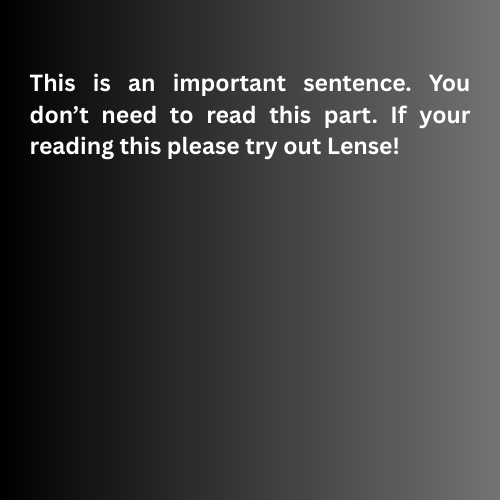 This is an important sentence. You
don’t need to read this part. If your
reading this please try out Lense!